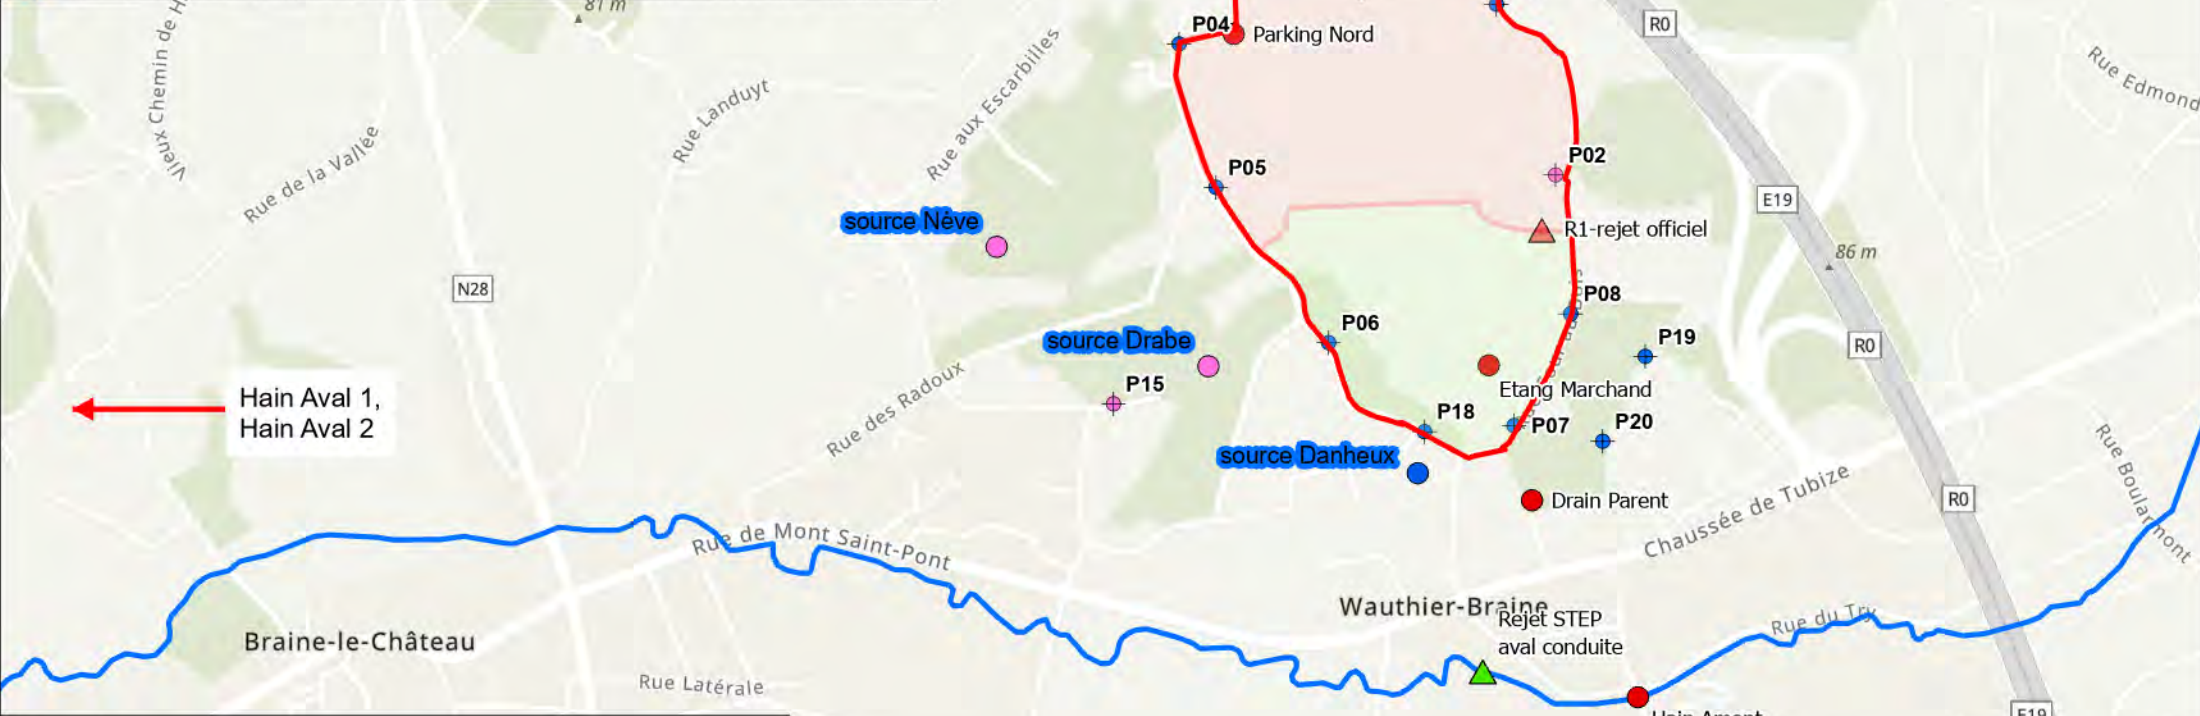 81 m
P04
Parking Nord
R0
Rue Edmond
Vieux Chemin de H
Rue Landuyt
Rue aux Escarbilles
Rue de la Vallée
P05
P02
E19
source Nève
R1-rejet officiel
86 m
N28
P08
P06
P19
R0
source Drabe
P15
Etang Marchand
Hain Aval 1,
Hain Aval 2
Rue des Radoux
P18
P07
P20
source Danheux
Rue Boularmont
Drain Parent
R0
Chaussée de Tubize
Rue de Mont Saint-Pont
Wauthier-Braine
Rejet STEP
aval conduite
Rue du Try
Braine-le-Château
Rue Latérale
Hain Amont
E19